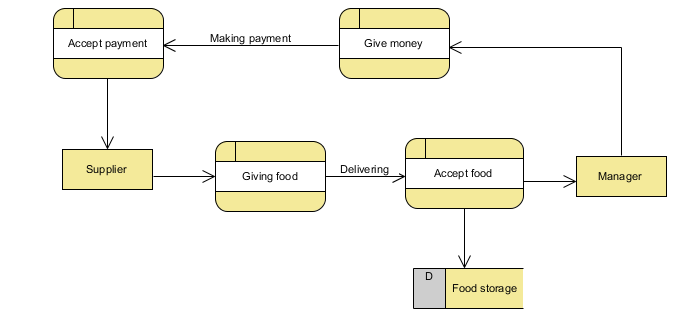 Accept payment
Making payment
Give money
Supplier
Giving food
Delivering
Accept food
Manager
D
Food storage